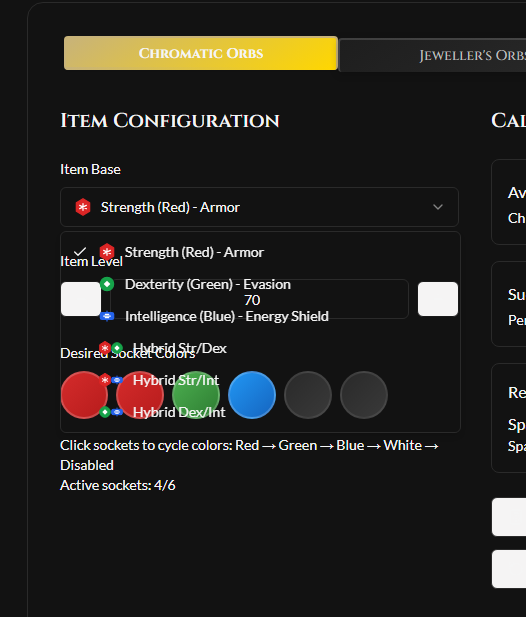 Chromatic Orbs
Jeweller's Orbs
Item Configuration
Cal
Item Base
Strength (Red) - Armor
Strength (Red) - Armor
Item Level
Dexterity (Green) - Evasion
70
Intelligence (Blue) - Energy Shield
Desired Socket Colors
Hybrid Str/Dex
Hybrid Str/Int
Hybrid Dex/Int
Click sockets to cycle colors: Red → Green → Blue → White →
Disabled
Active sockets: 4/6
Av
Ch
Su
Per
Re
Sp
Spa